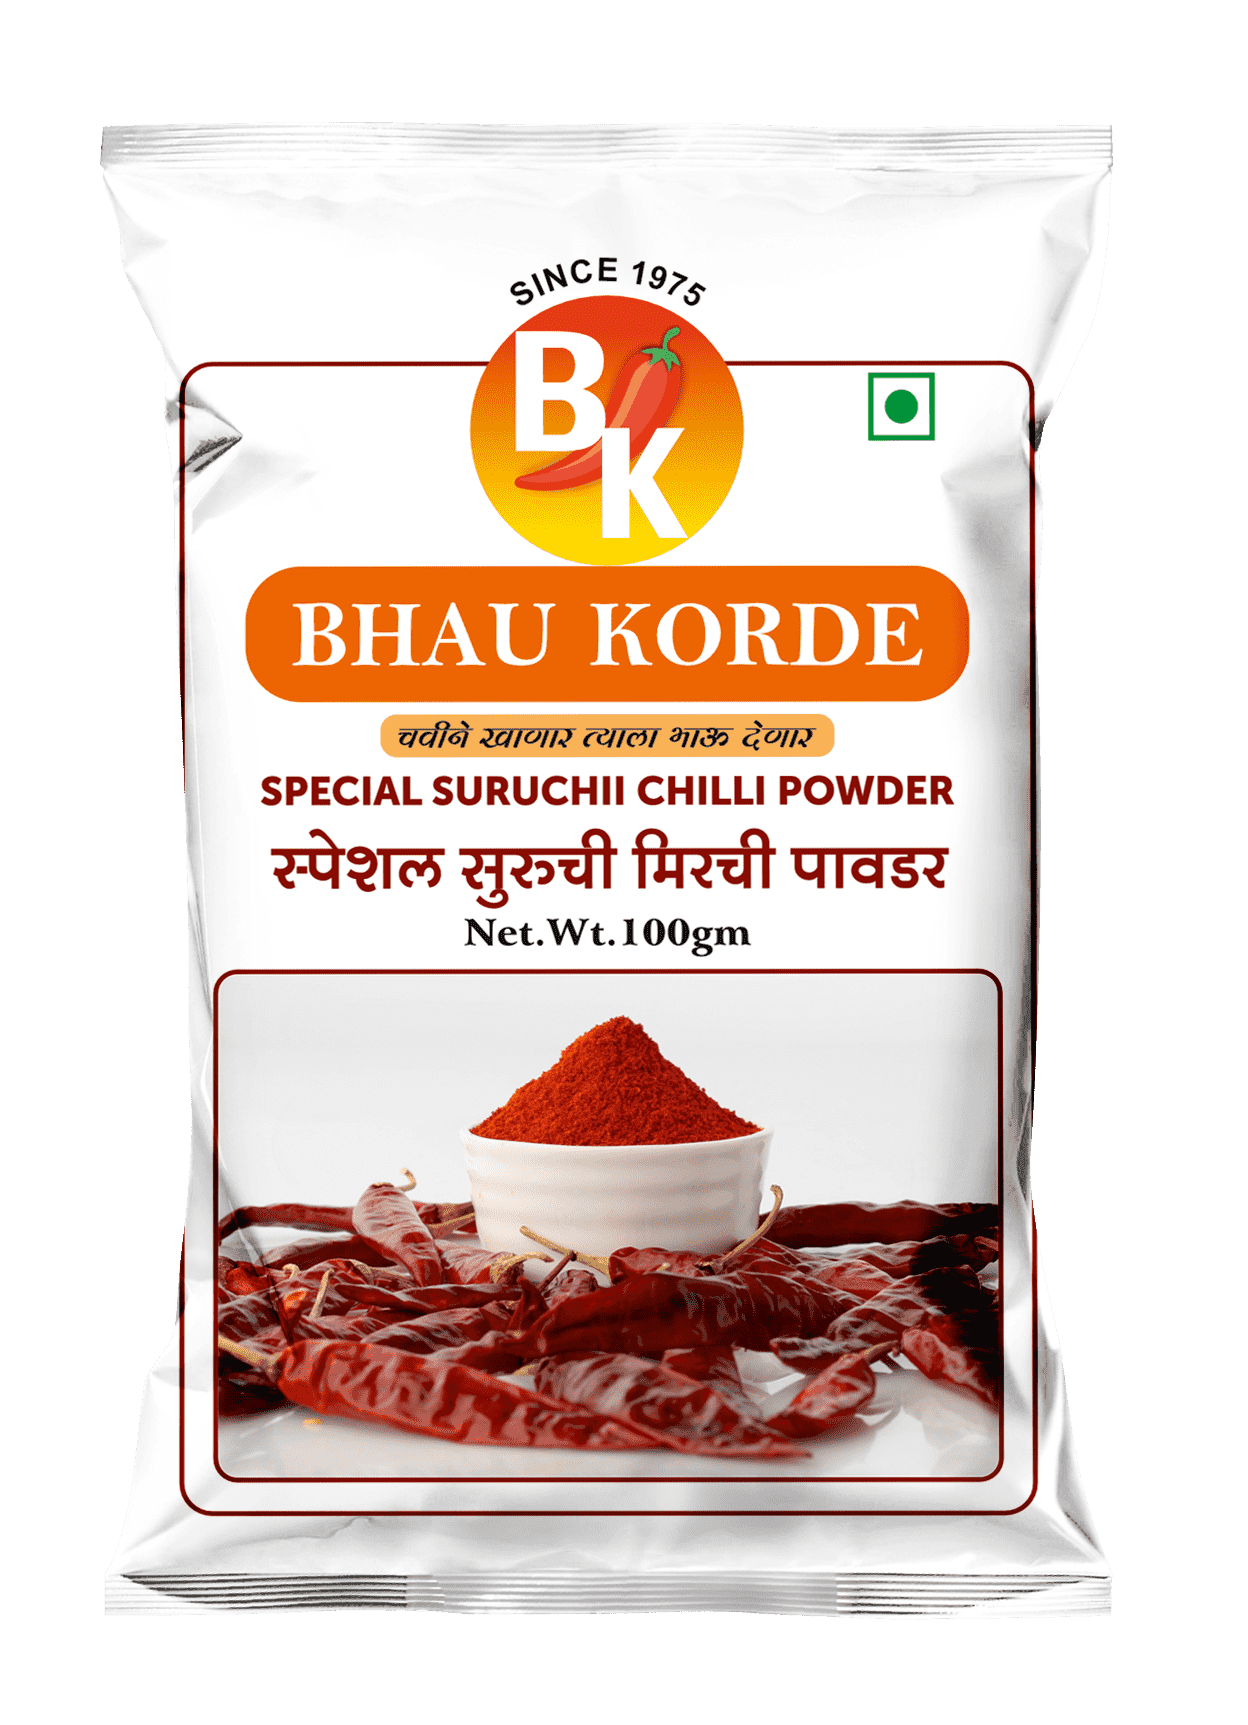 SINCE 1975
BK
BHAU KORDE
चवीने खाणार त्याला भाऊ देणार
SPECIAL SURUCHII CHILLI POWDER
स्पेशल सुरुची मिरची पावडर
Net.Wt.100gm